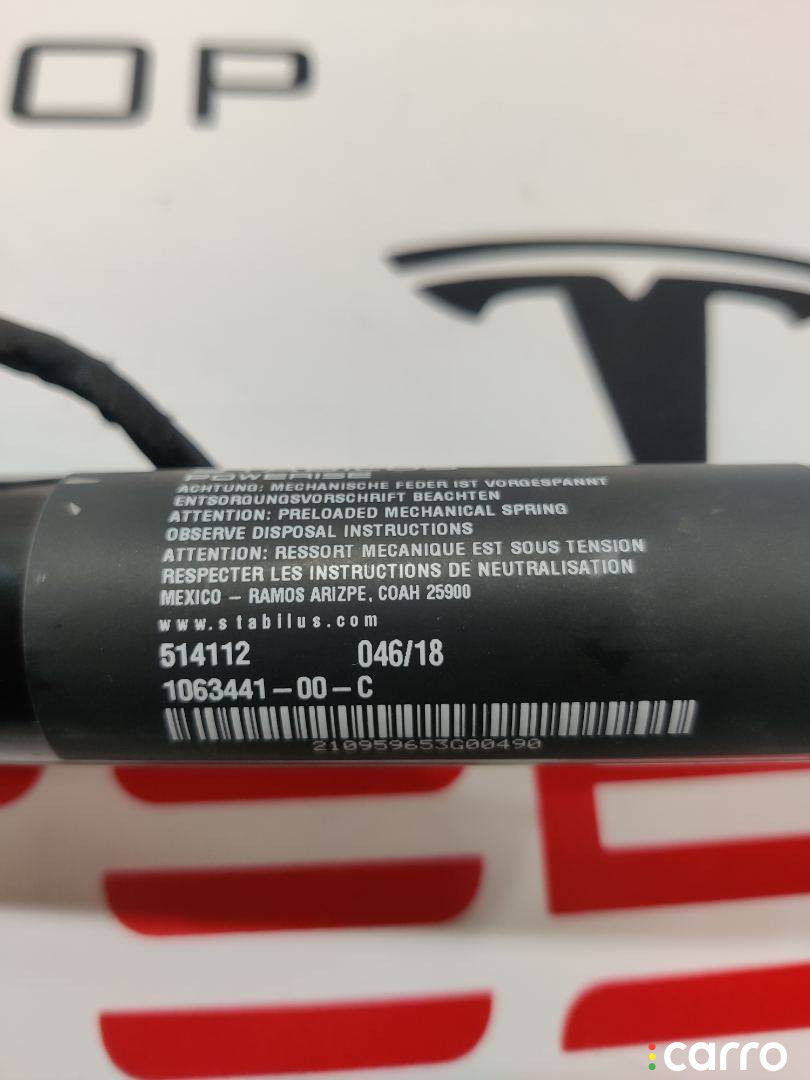 OP
POWERISE
ACHTUNG: MECHANISCHE FEDER IST VORGESPANNT
ENTSORGUNGSVORSCHRIFT BEACHTEN
ATTENTION: PRELOADED MECHANICAL SPRING
OBSERVE DISPOSAL INSTRUCTIONS
ATTENTION: RESSORT MECANIQUE EST SOUS TENSION
RESPECTER LES INSTRUCTIONS DE NEUTRALISATION
MEXICO – RAMOS ARIZPE, COAH 25900
www.stabilus.com
514112 046/18
1063441-00-C
210959653G00490
carro